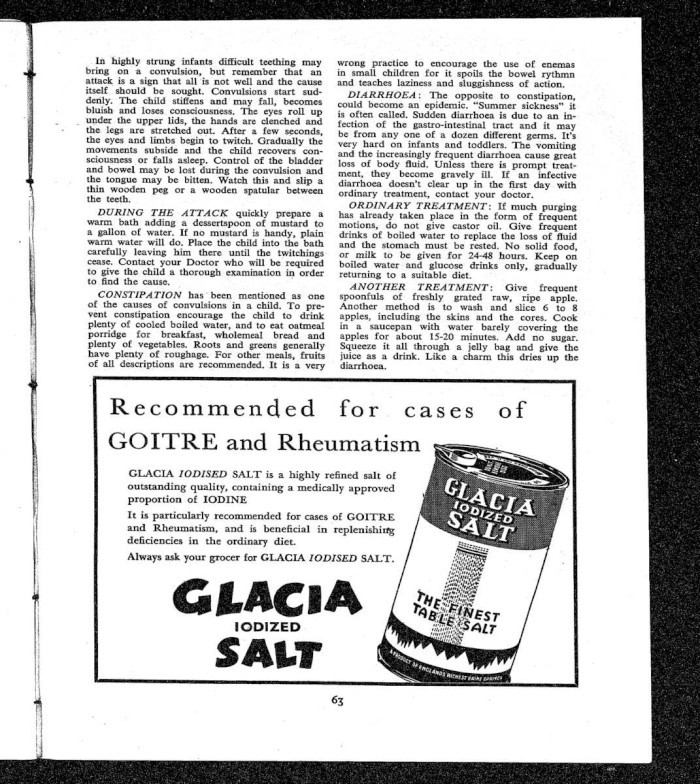 In highly strung infants difficult teething may
bring on a convulsion, but remember that an
attack is a sign that all is not well and the cause
itself should be sought. Convulsions start sud-
denly. The child stiffens and may fall, becomes
bluish and loses consciousness. The eyes roll up
under the upper lids, the hands are clenched and
the legs are stretched out. After a few seconds,
the eyes and limbs begin to twitch. Gradually the
movements subside and the child recovers con-
sciousness or falls asleep. Control of the bladder
and bowel may be lost during the convulsion and
the tongue may be bitten. Watch this and slip a
thin wooden peg or a wooden spatular between
the teeth.
DURING THE ATTACK quickly prepare a
warm bath adding a dessertspoon of mustard to
a gallon of water. If no mustard is handy, plain
warm water will do. Place the child into the bath
carefully leaving him there until the twitchings
cease. Contact your Doctor who will be required
to give the child a thorough examination in order
to find the cause.
CONSTIPATION has been mentioned as one
of the causes of convulsions in a child. To pre-
vent constipation encourage the child to drink
plenty of cooled boiled water, and to eat oatmeal
porridge for breakfast, wholemeal bread and
plenty of vegetables. Roots and greens generally
have plenty of roughage. For other meals, fruits
of all descriptions are recommended. It is a very
wrong practice to encourage the use of enemas
in small children for it spoils the bowel rythmn
and teaches laziness and sluggishness of action.
DIARRHOEA: The opposite to constipation,
could become an epidemic. "Summer sickness" it
is often called. Sudden diarrhoea is due to an in-
fection of the gastro-intestinal tract and it may
be from any one of a dozen different germs. It's
very hard on infants and toddlers. The vomiting
and the increasingly frequent diarrhoea cause great
loss of body fluid. Unless there is prompt treat-
ment, they become gravely ill. If an infective
diarrhoea doesn't clear up in the first day with
ordinary treatment, contact your doctor.
ORDINARY TREATMENT: If much purging
has already taken place in the form of frequent
motions, do not give castor oil. Give frequent
drinks of boiled water to replace the loss of fluid
and the stomach must be rested. No solid food,
or milk to be given for 24-48 hours. Keep on
boiled water and glucose drinks only, gradually
returning to a suitable diet.
ANOTHER TREATMENT: Give frequent
spoonfuls of freshly grated raw, ripe apple.
Another method is to wash and slice 6 to 8
apples, including the skins and the cores. Cook
in a saucepan with water barely covering the
apples for about 15-20 minutes. Add no sugar.
Squeeze it all through a jelly bag and give the
juice as a drink. Like a charm this dries up the
diarrhoea.
Recommended for cases of
GOITRE and Rheumatism
GLACIA IODISED SALT is a highly refined salt of
outstanding quality, containing a medically approved
proportion of IODINE
It is particularly recommended for cases of GOITRE
and Rheumatism, and is beneficial in replenishing
deficiencies in the ordinary diet.
Always ask your grocer for GLACIA IODISED SALT.
GLACIA
IODIZED
SALT
GLACIA
IODIZED
SALT
THE FINEST
TABLE SALT
A PRODUCT OF ENGLAND'S RICHEST BRINE SPRINGS
63